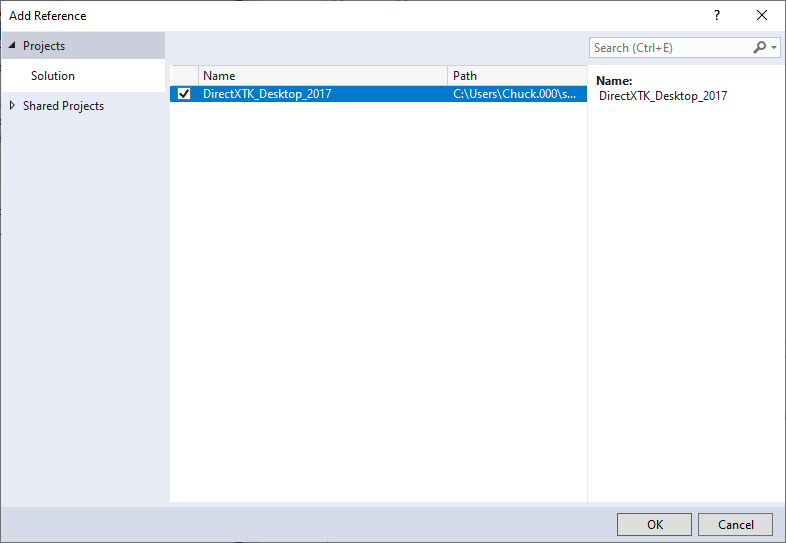 Add Reference
?
Projects
Search (Ctrl+E)
Solution
Name Path
Name:
DirectXTK_Desktop_2017 C:\Users\Chuck.000\s...
DirectXTK_Desktop_2017
Shared Projects
OK Cancel